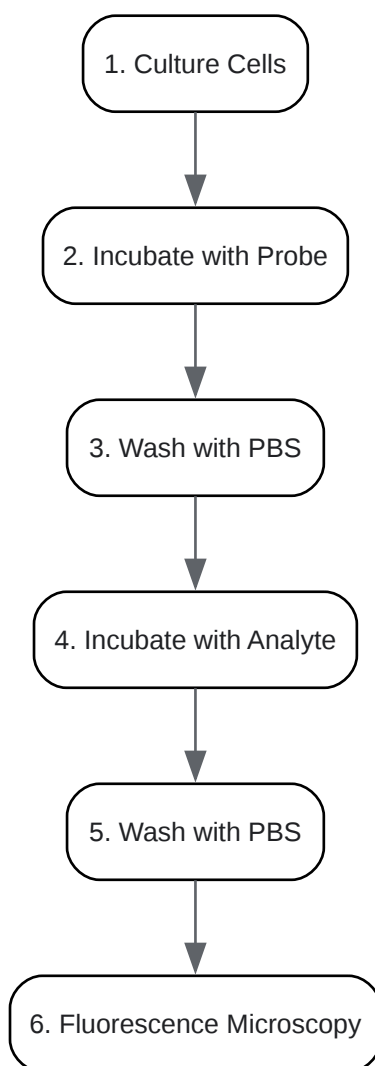 1. Culture Cells
2. Incubate with Probe
3. Wash with PBS
4. Incubate with Analyte
5. Wash with PBS
6. Fluorescence Microscopy